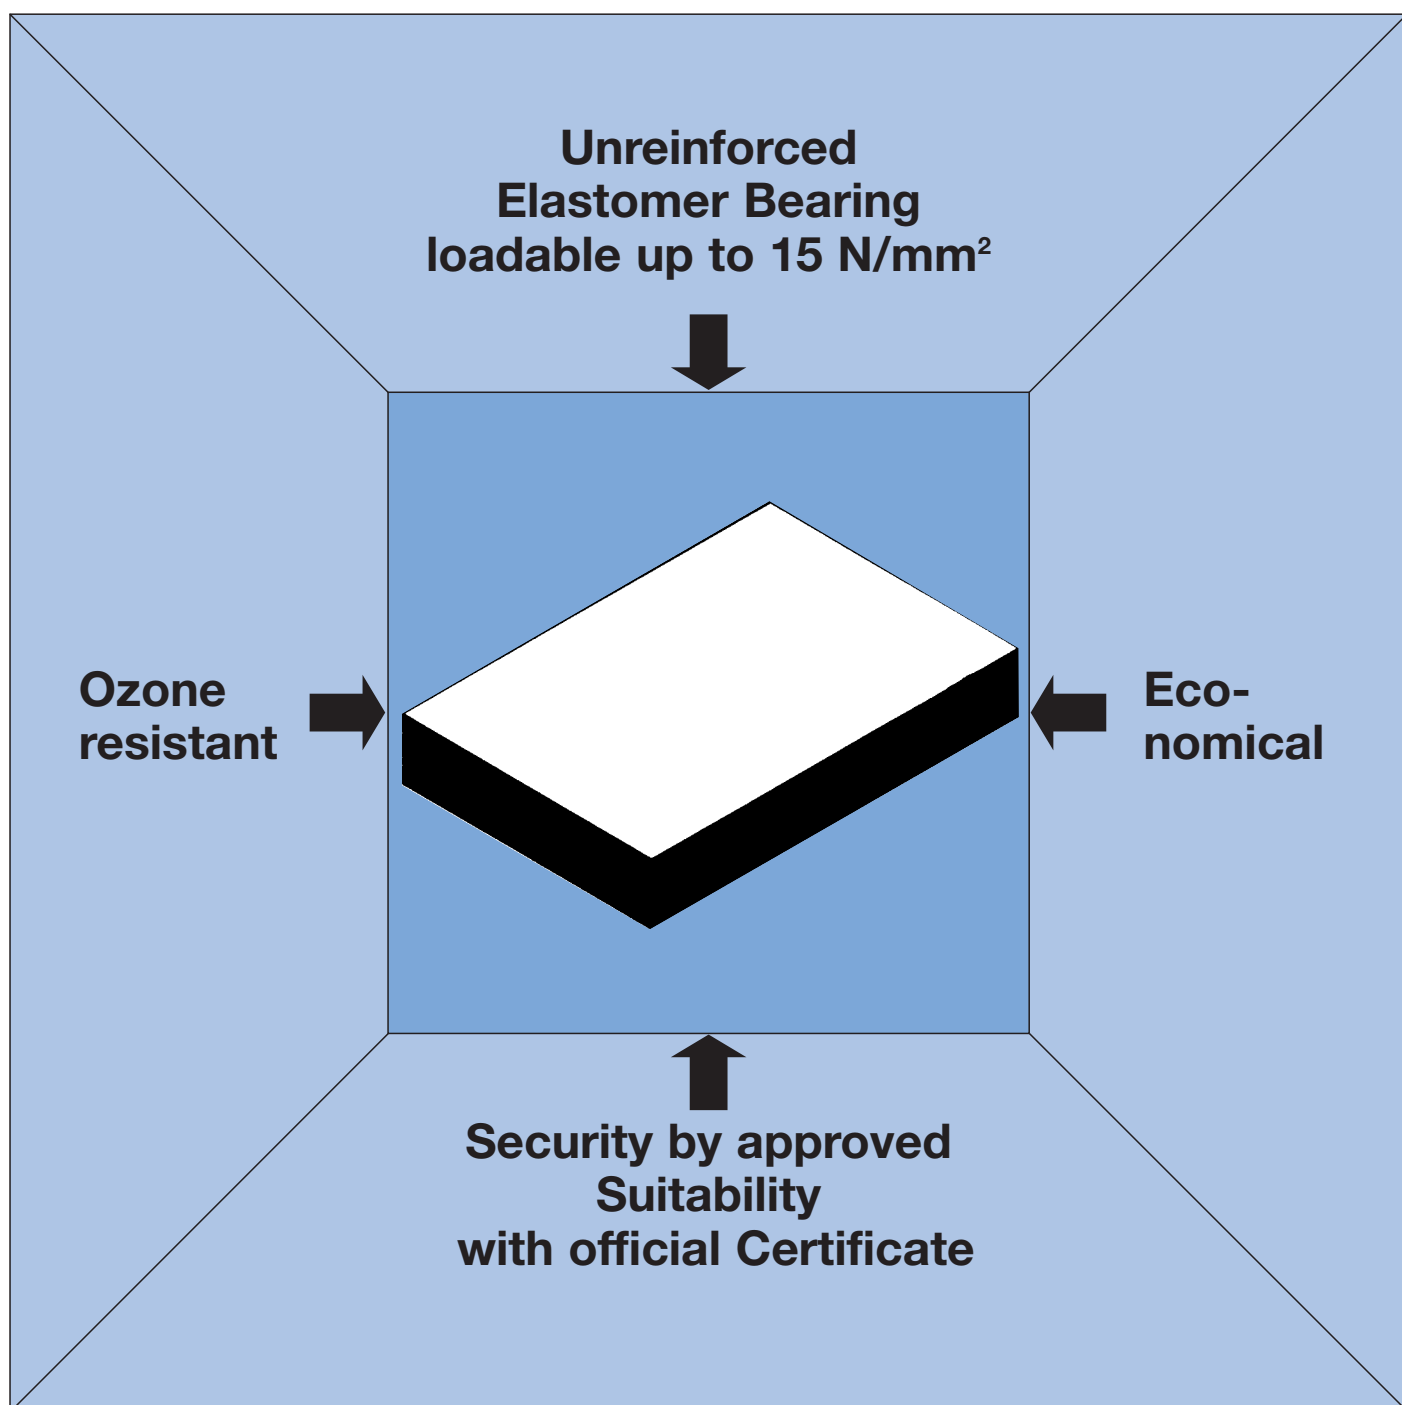 Unreinforced
Elastomer Bearing
loadable up to 15 N/mm²
Ozone
resistant
Eco-
nomical
Security by approved
Suitability
with official Certificate